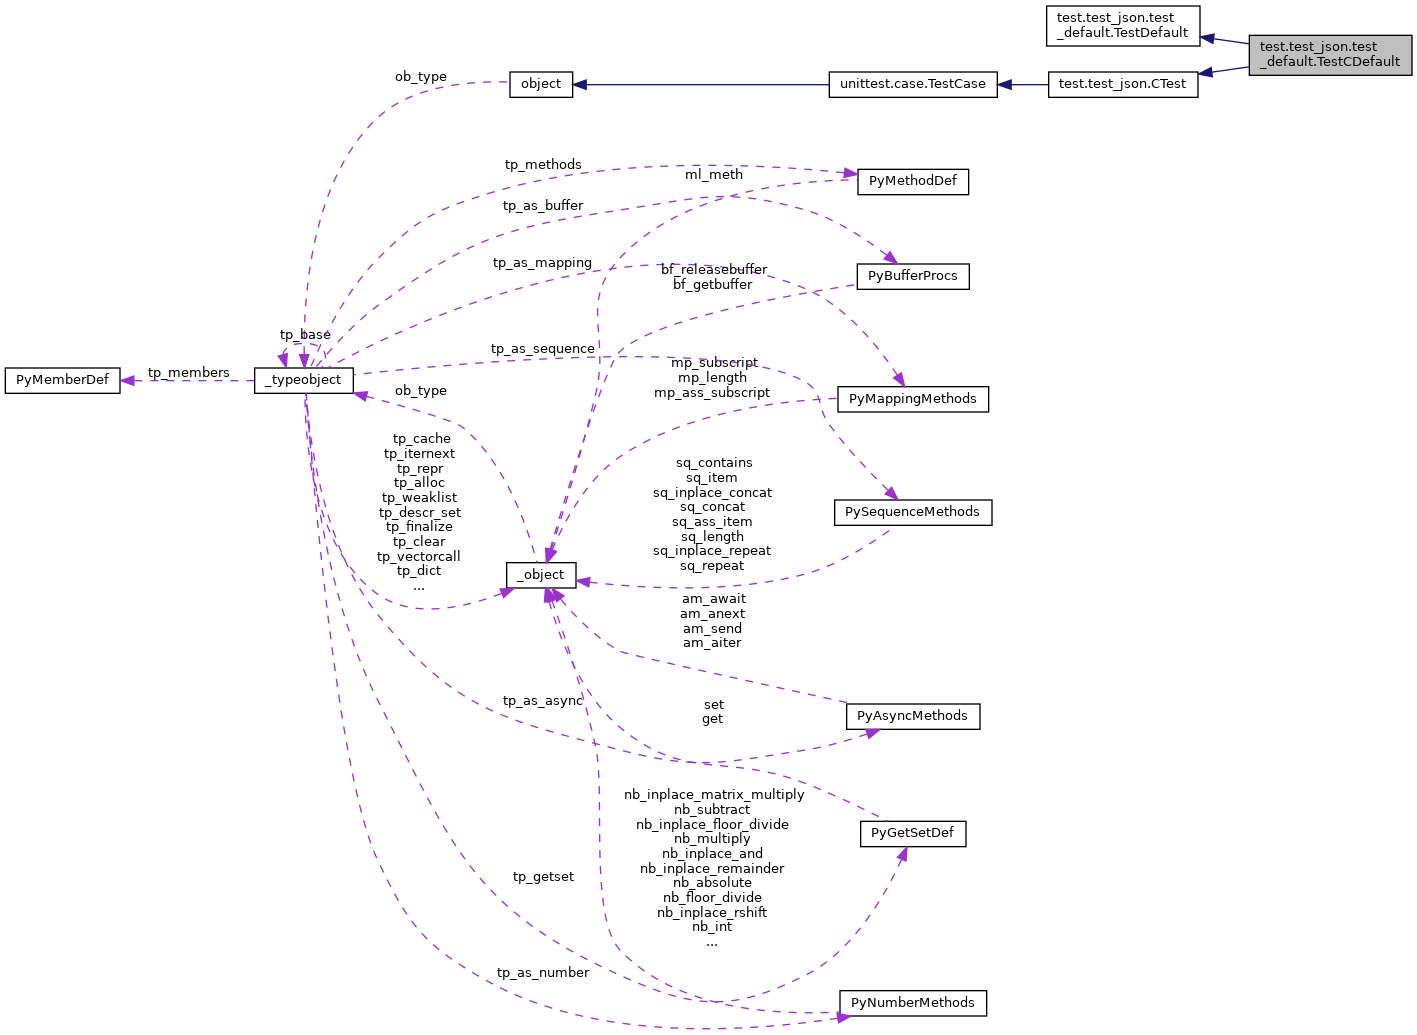 test.test_json.test
_default.TestDefault
test.test_json.test
_default.TestCDefault
ob_type
object
unittest.case.TestCase
test.test_json.CTest
tp_methods
ml_meth
PyMethodDef
tp_as_buffer
tp_as_mapping
bf_releasebuffer
bf_getbuffer
PyBufferProcs
tp_base
tp_as_sequence
mp_subscript
mp_length
mp_ass_subscript
PyMemberDef
tp_members
_typeobject
ob_type
PyMappingMethods
tp_cache
tp_iternext
tp_repr
tp_alloc
tp_weaklist
tp_descr_set
tp_finalize
tp_clear
tp_vectorcall
tp_dict
...
sq_contains
sq_item
sq_inplace_concat
sq_concat
sq_ass_item
sq_length
sq_inplace_repeat
sq_repeat
PySequenceMethods
_object
am_await
am_anext
am_send
am_aiter
tp_as_async
set
get
PyAsyncMethods
nb_inplace_matrix_multiply
nb_subtract
nb_inplace_floor_divide
nb_multiply
nb_inplace_and
nb_inplace_remainder
nb_absolute
nb_floor_divide
nb_inplace_rshift
nb_int
...
PyGetSetDef
tp_getset
tp_as_number
PyNumberMethods